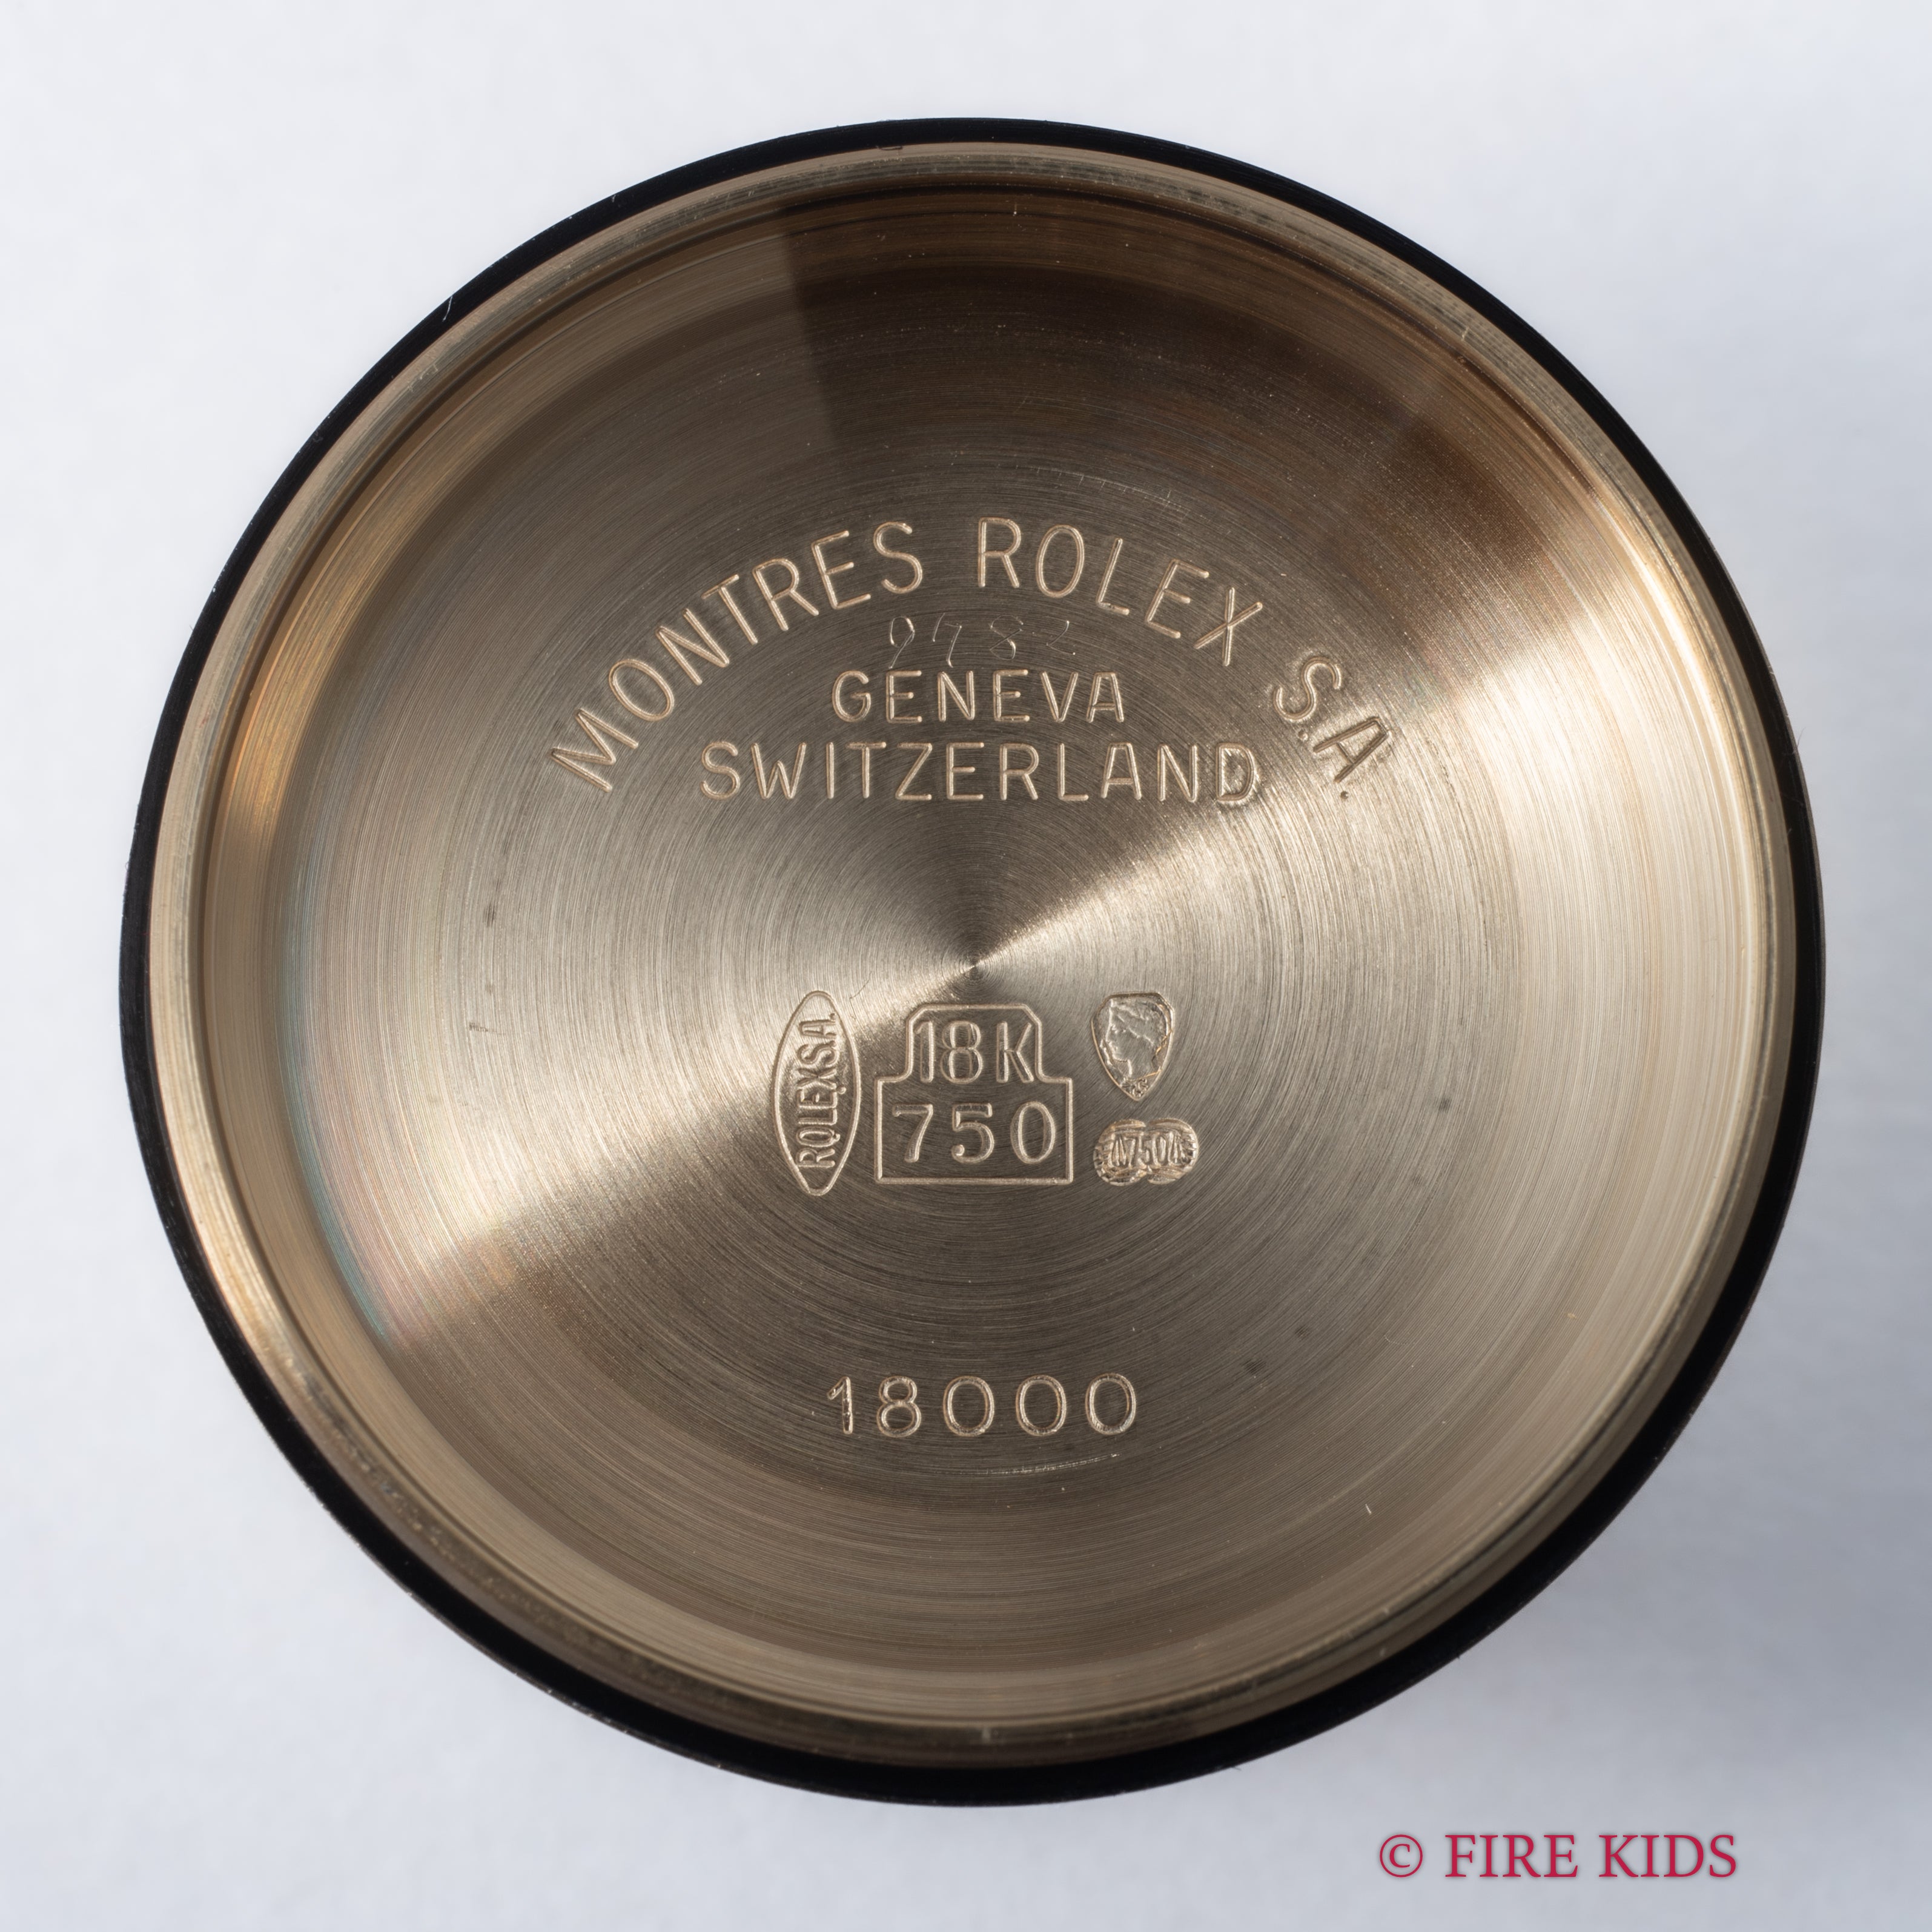 MONTRES ROLEX S.A.
GENEVA
SWITZERLAND
ROLEX S.A.
18K
750
18000
© FIRE KIDS